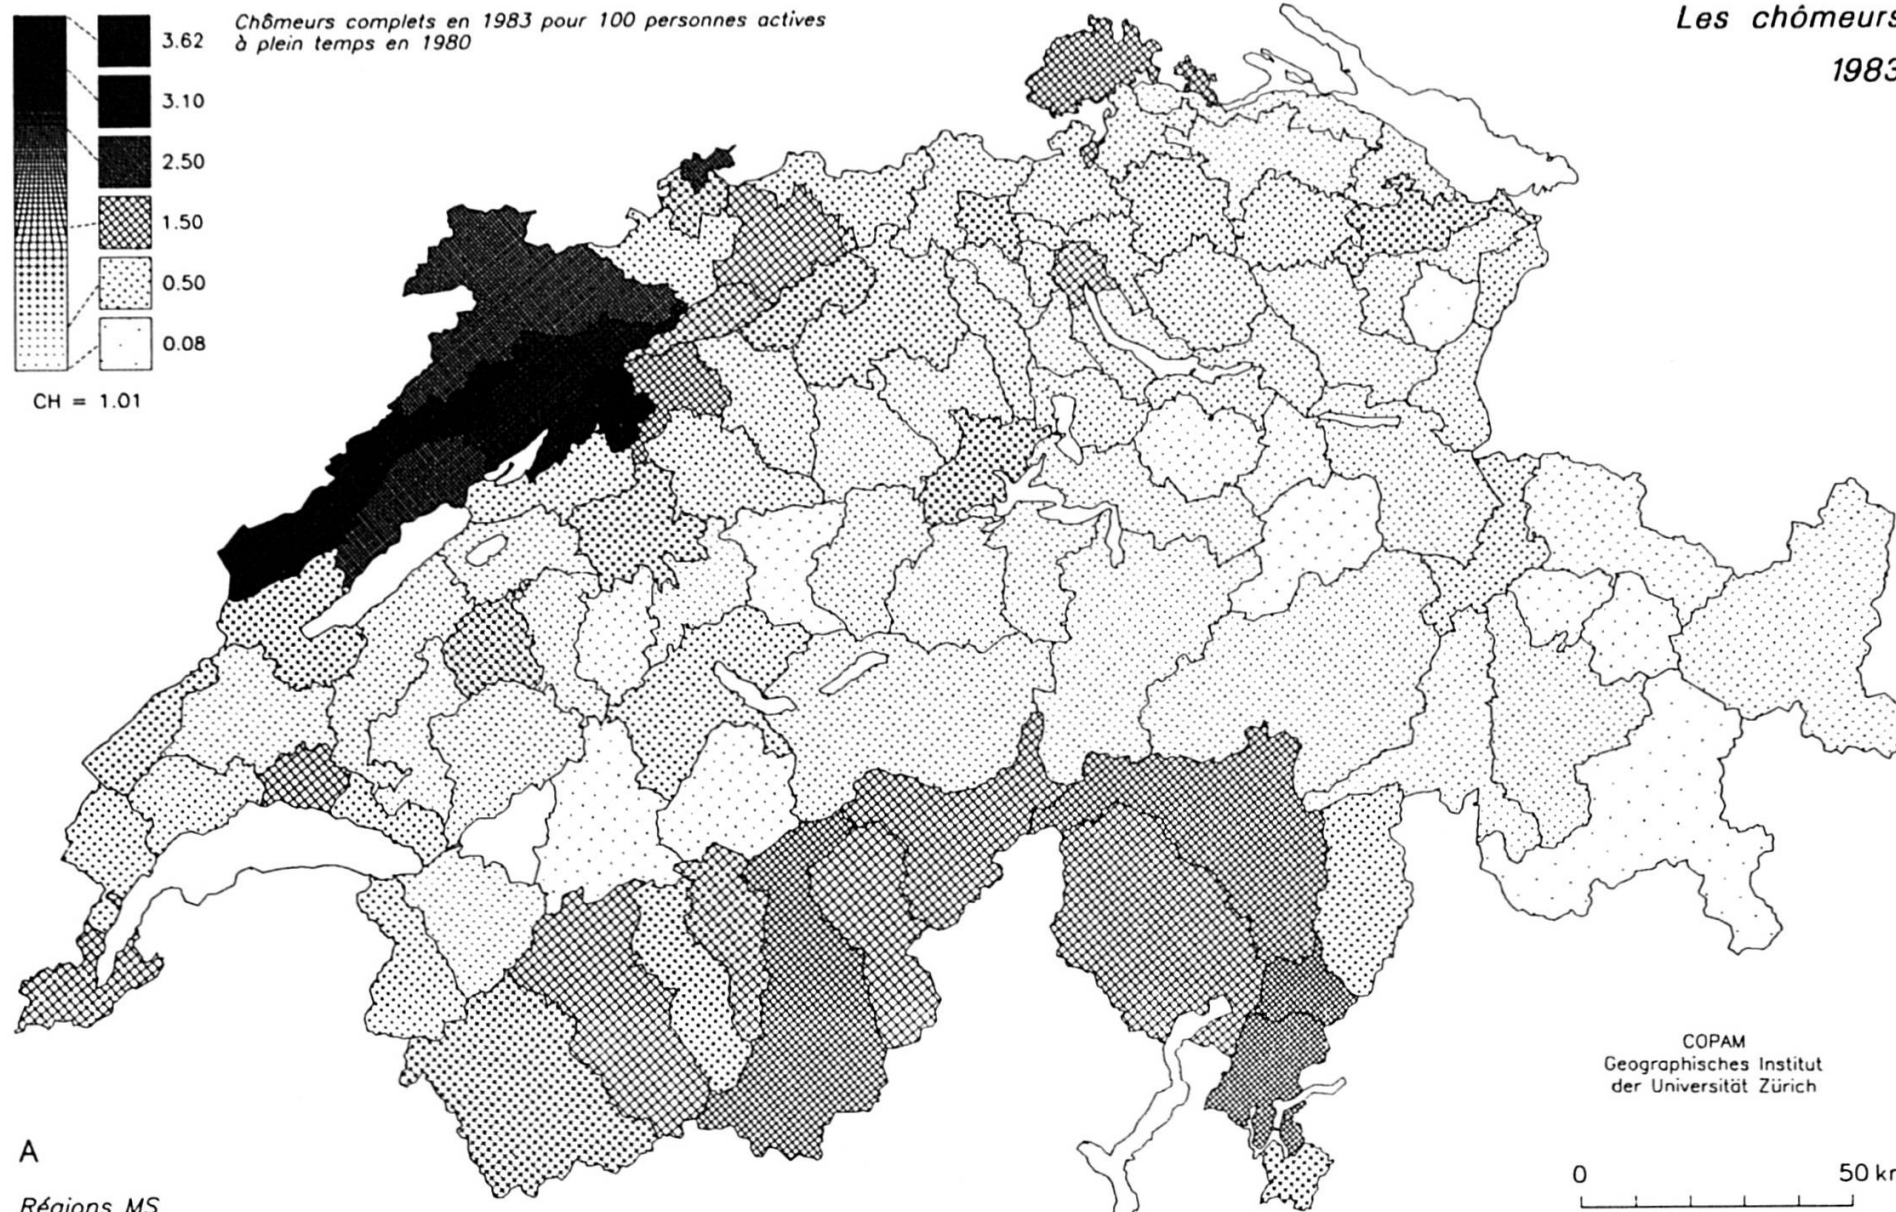 Chômeurs complets en 1983 pour 100 personnes actives
à plein temps en 1980
Les chômeurs
1983
3.62
3.10
2.50
1.50
0.50
0.08
CH = 1.01
COPAM
Geographisches Institut
der Universität Zürich
A
Régions MS
0 50 km